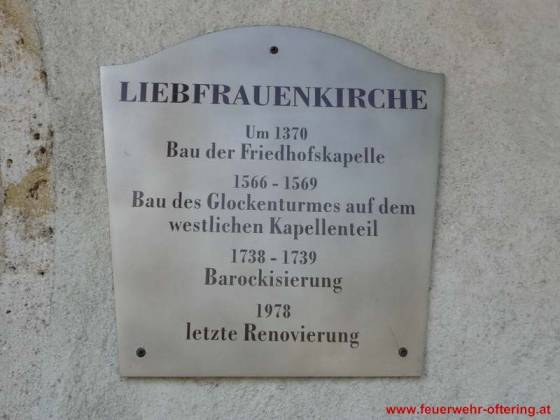 LIEBFRAUENKIRCHE
Um 1370
Bau der Friedhofskapelle
1566 - 1569
Bau des Glockenturmes auf dem
westlichen Kapellenteil
1738 - 1739
Barockisierung
1978
letzte Renovierung
www.feuerwehr-oftering.at